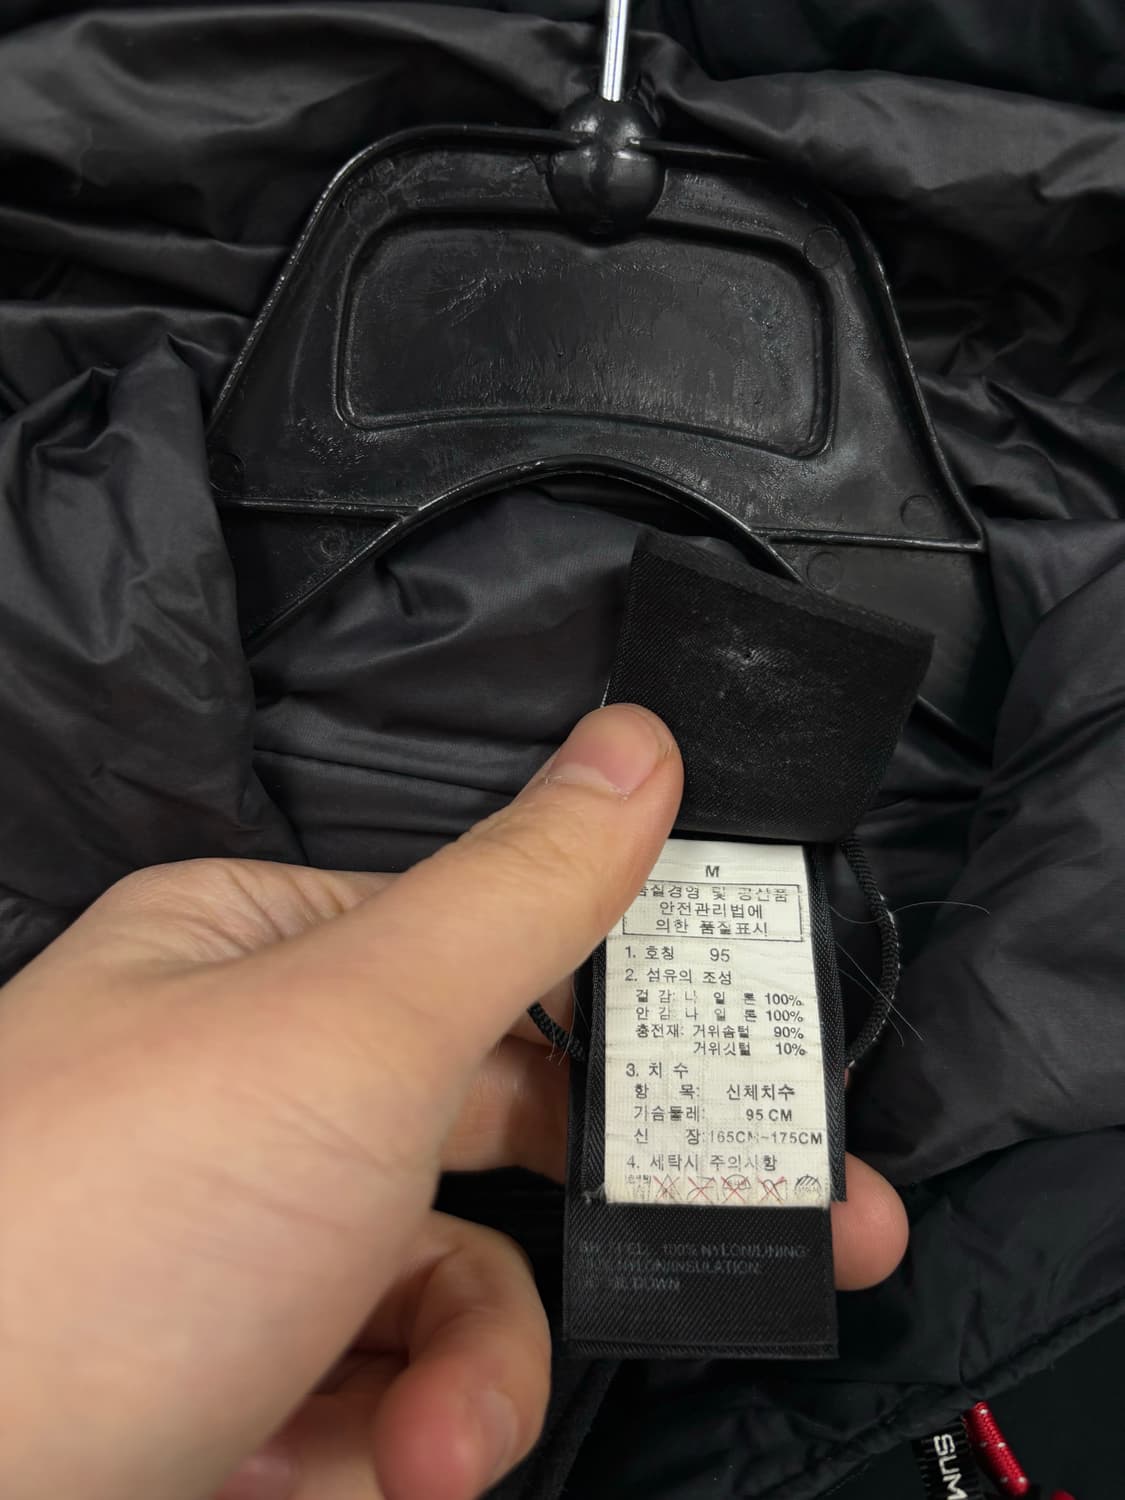 M
품질경영 및 공산품
안전관리법에
의한 품질표시
1. 호칭 95
2. 섬유의 조성
겉 감: 나 일 론 100%
안 감: 나 일 론 100%
충전재: 거위솜털 90%
거위깃털 10%
3. 치 수
항 목: 신체치수
가슴둘레: 95 CM
신 장: 165CM~175CM
4. 세탁시 주의사항
100% NYLON/LINING:
NYLON/INSULATION:
DOWN
SUM